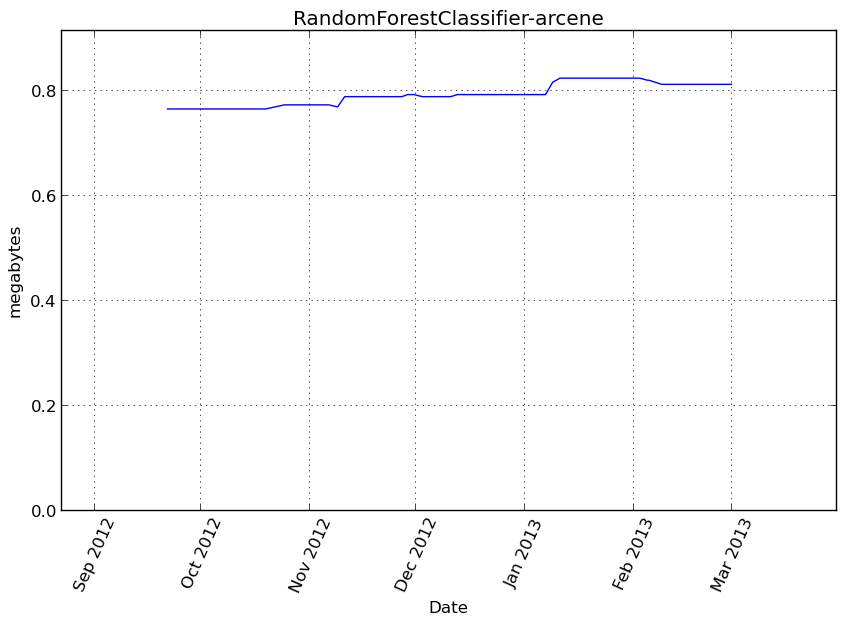 RandomForestClassifier-arcene
megabytes
0.8
0.6
0.4
0.2
0.0
Sep 2012
Oct 2012
Nov 2012
Dec 2012
Jan 2013
Feb 2013
Mar 2013
Date